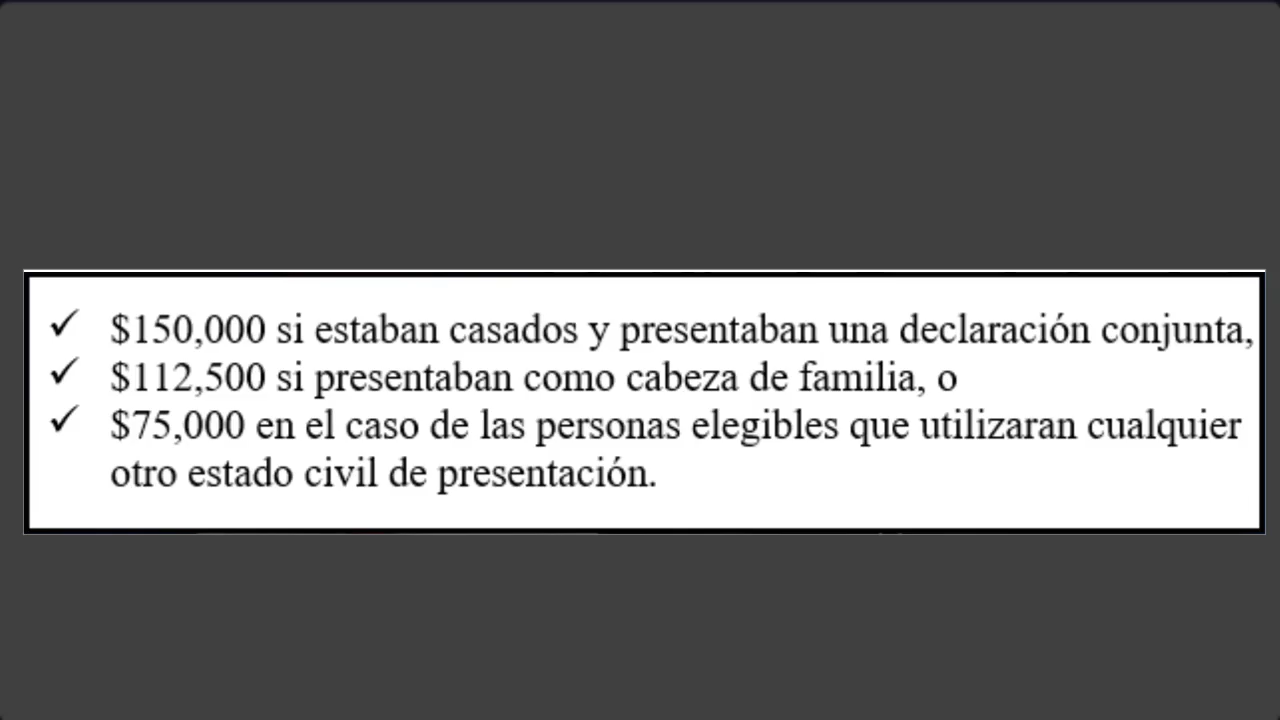 ✓ $150,000 si estaban casados y presentaban una declaración conjunta,
✓ $112,500 si presentaban como cabeza de familia, o
✓ $75,000 en el caso de las personas elegibles que utilizaran cualquier
otro estado civil de presentación.